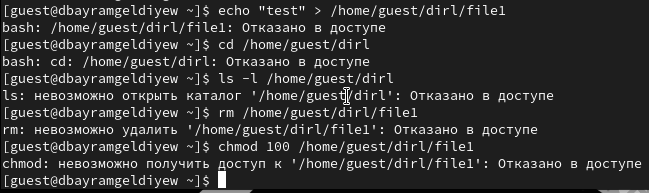 [guest@dbayramgeldiyew ~]$ echo "test" > /home/guest/dirl/file1
bash: /home/guest/dirl/file1: Отказано в доступе
[guest@dbayramgeldiyew ~]$ cd /home/guest/dirl
bash: cd: /home/guest/dirl: Отказано в доступе
[guest@dbayramgeldiyew ~]$ ls -l /home/guest/dirl
ls: невозможно открыть каталог '/home/guest/dirl': Отказано в доступе
[guest@dbayramgeldiyew ~]$ rm /home/guest/dirl/file1
rm: невозможно удалить '/home/guest/dirl/file1': Отказано в доступе
[guest@dbayramgeldiyew ~]$ chmod 100 /home/guest/dirl/file1
chmod: невозможно получить доступ к '/home/guest/dirl/file1': Отказано в доступе
[guest@dbayramgeldiyew ~]$